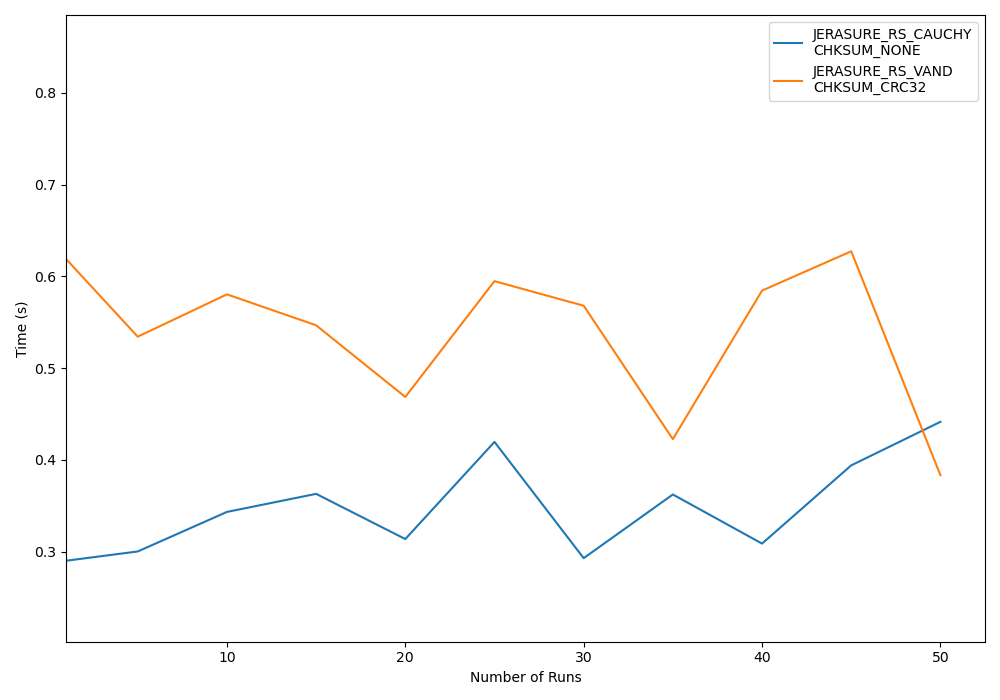 JERASURE_RS_CAUCHY
CHKSUM_NONE
JERASURE_RS_VAND
CHKSUM_CRC32
0.8
0.7
0.6
0.5
0.4
0.3
Time (s)
10 20 30 40 50
Number of Runs